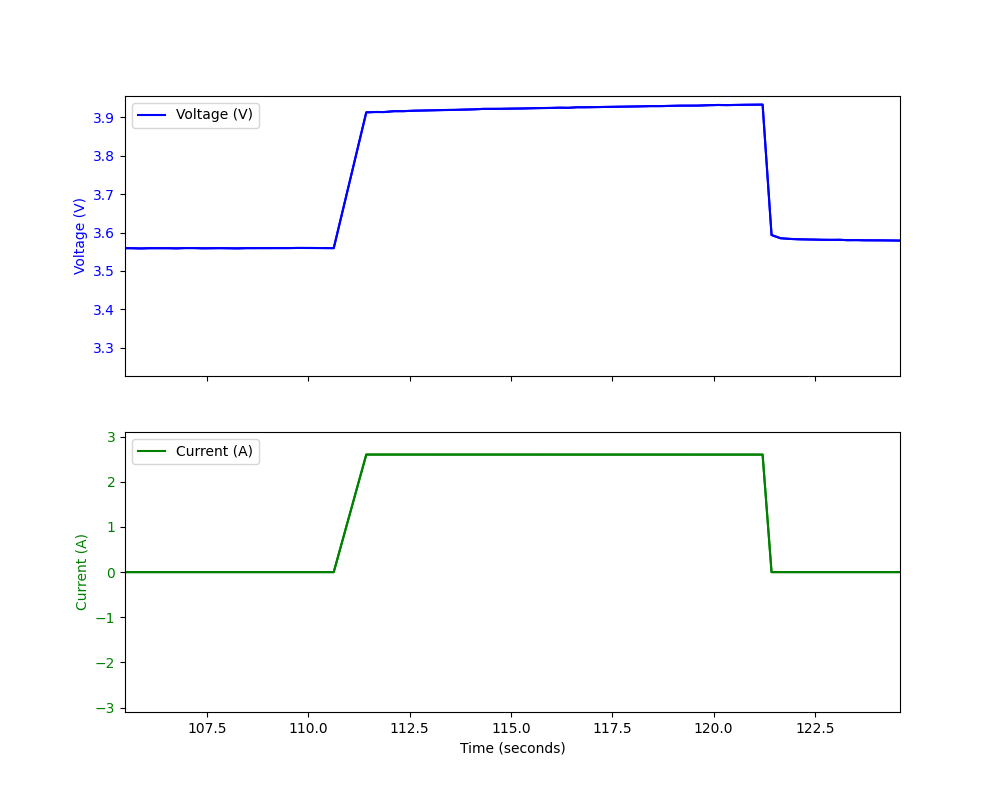 Voltage (V)
3.9
3.8
3.7
3.6
3.5
3.4
3.3
Voltage (V)
Current (A)
3
2
1
0
−1
−2
−3
Current (A)
107.5 110.0 112.5 115.0 117.5 120.0 122.5
Time (seconds)